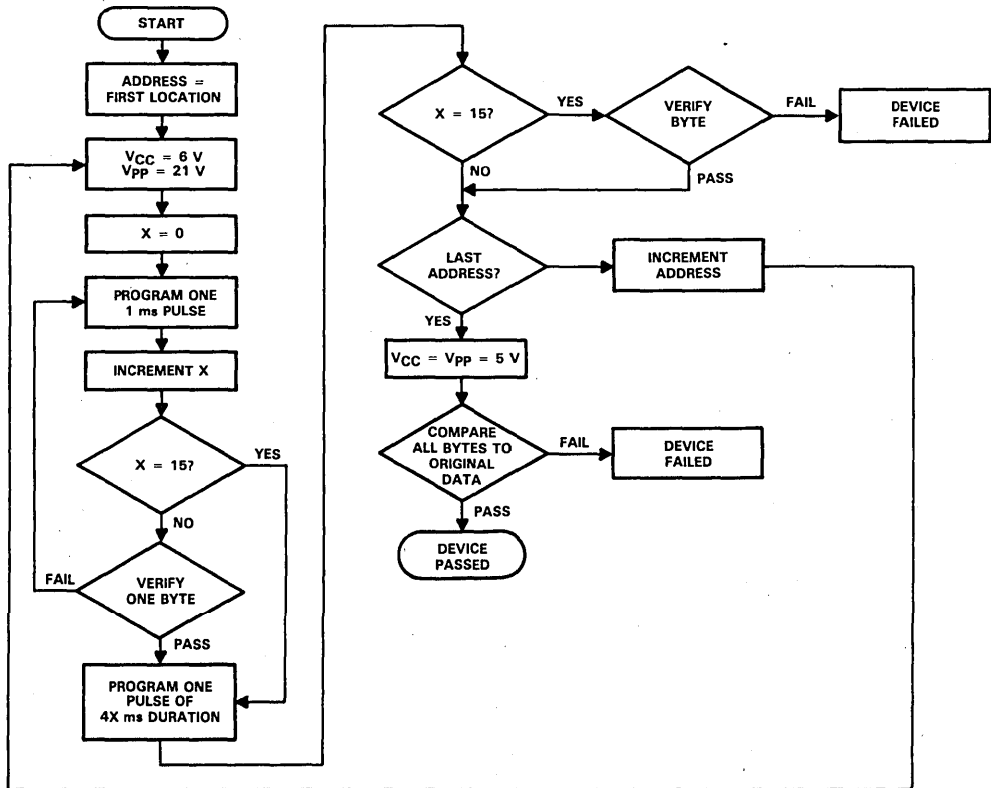 START
ADDRESS =
FIRST LOCATION
VCC = 6 V
VPP = 21 V
X = 0
PROGRAM ONE
1 ms PULSE
INCREMENT X
X = 15?
YES
NO
FAIL
VERIFY
ONE BYTE
PASS
PROGRAM ONE
PULSE OF
4X ms DURATION
X = 15?
YES
VERIFY
BYTE
FAIL
DEVICE
FAILED
NO
PASS
LAST
ADDRESS?
INCREMENT
ADDRESS
YES
VCC = VPP = 5 V
COMPARE
ALL BYTES TO
ORIGINAL
DATA
FAIL
DEVICE
FAILED
PASS
DEVICE
PASSED